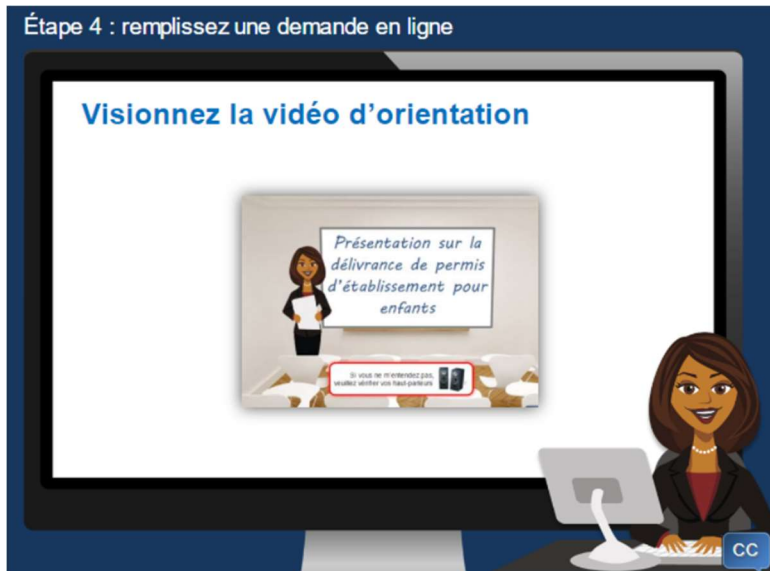 Étape 4 : remplissez une demande en ligne
Visionnez la vidéo d’orientation
Présentation sur la
délivrance de permis
d’établissement pour
enfants
Si vous ne m'entendez pas,
veuillez vérifier vos haut-parleurs
CC